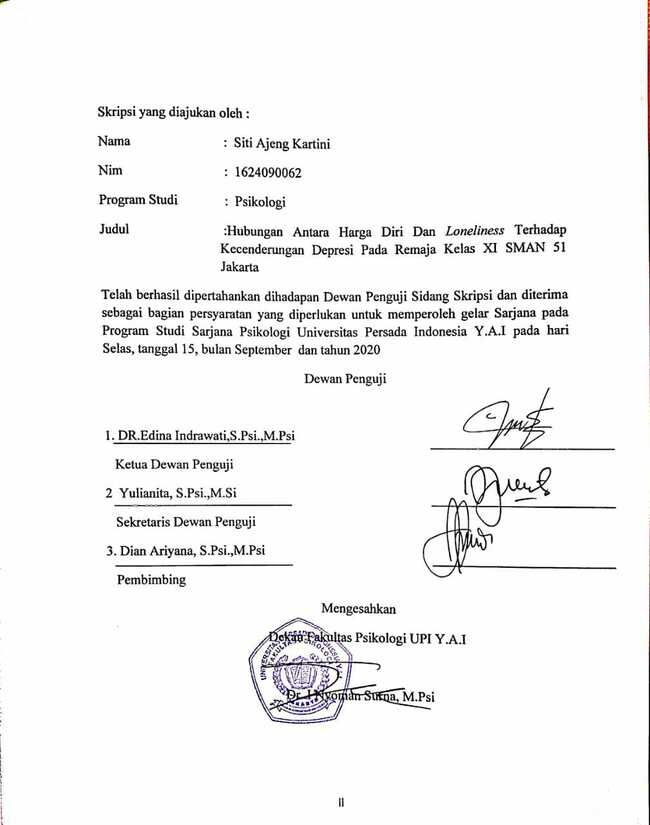 Skripsi yang diajukan oleh :
Nama : Siti Ajeng Kartini
Nim : 1624090062
Program Studi : Psikologi
Judul :Hubungan Antara Harga Diri Dan Loneliness Terhadap
Kecenderungan Depresi Pada Remaja Kelas XI SMAN 51
Jakarta
Telah berhasil dipertahankan dihadapan Dewan Penguji Sidang Skripsi dan diterima
sebagai bagian persyaratan yang diperlukan untuk memperoleh gelar Sarjana pada
Program Studi Sarjana Psikologi Universitas Persada Indonesia Y.A.I pada hari
Selas, tanggal 15, bulan September dan tahun 2020
Dewan Penguji
1. DR.Edina Indrawati,S.Psi.,M.Psi
Ketua Dewan Penguji
2 Yulianita, S.Psi.,M.Si
Sekretaris Dewan Penguji
3. Dian Ariyana, S.Psi.,M.Psi
Pembimbing
Mengesahkan
Dekan Fakultas Psikologi UPI Y.A.I
Dr. I Nyoman Sutna, M.Psi
II